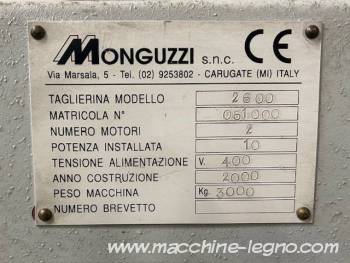 MONGUZZI s.n.c. CE
Via Marsala, 5 - Tel. (02) 9253802 - CARUGATE (MI) ITALY
TAGLIERINA MODELLO 2600
MATRICOLA N° 061000
NUMERO MOTORI 2
POTENZA INSTALLATA 10
TENSIONE ALIMENTAZIONE V. 400
ANNO COSTRUZIONE 2000
PESO MACCHINA Kg. 3000
NUMERO BREVETTO
www.macchine-legno.com